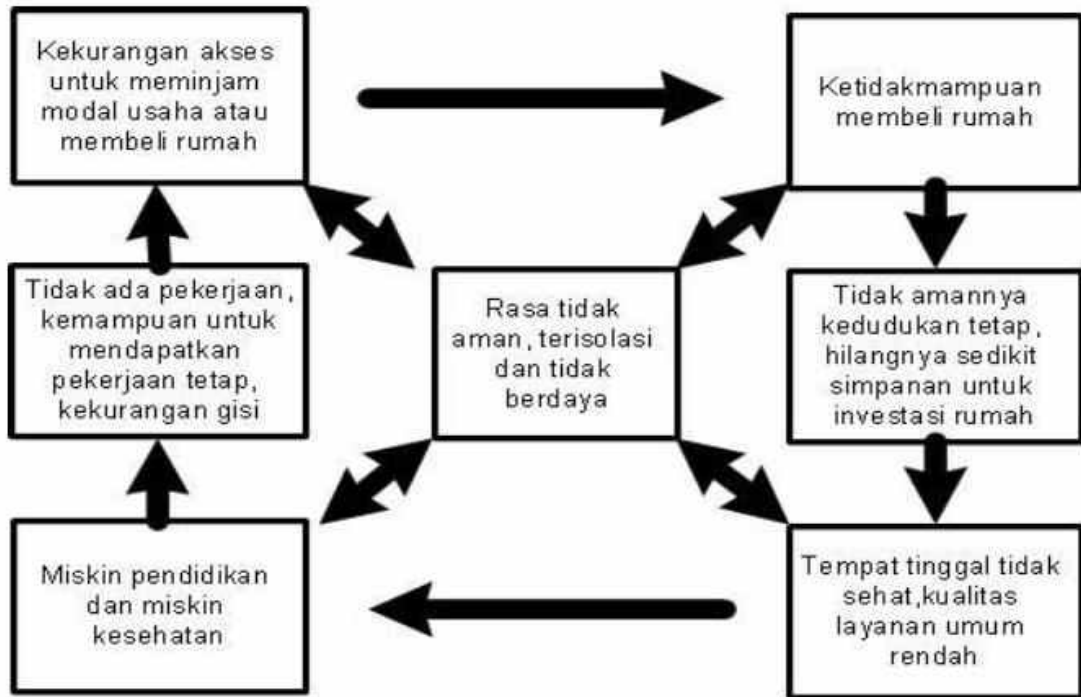 Kekurangan akses
untuk meminjam
modal usaha atau
membeli rumah
Ketidakmampuan
membeli rumah
Tidak ada pekerjaan,
kemampuan untuk
mendapatkan
pekerjaan tetap,
kekurangan gisi
Rasa tidak
aman, terisolasi
dan tidak
berdaya
Tidak amannya
kedudukan tetap,
hilangnya sedikit
simpanan untuk
investasi rumah
Miskin pendidikan
dan miskin
kesehatan
Tempat tinggal tidak
sehat,kualitas
layanan umum
rendah